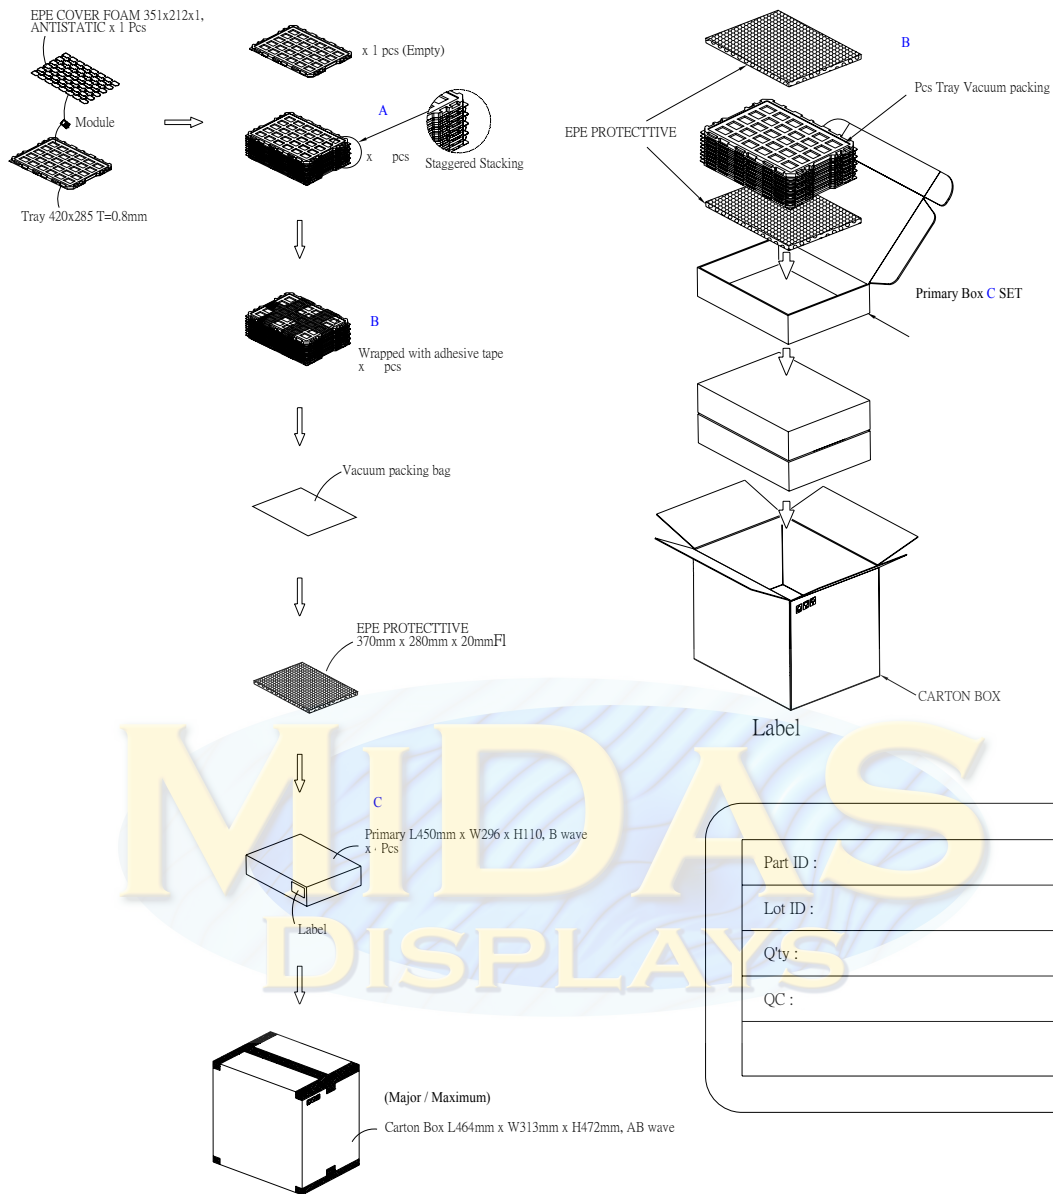 EPE COVER FOAM 351x212x1,
ANTISTATIC x 1 Pcs
Module
Tray 420x285 T=0.8mm
x 1 pcs (Empty)
A
x pcs
Staggered Stacking
B
Wrapped with adhesive tape
x pcs
Vacuum packing bag
EPE PROTECTTIVE
370mm x 280mm x 20mmFl
C
Primary L450mm x W296 x H110, B wave
x Pcs
Label
(Major / Maximum)
Carton Box L464mm x W313mm x H472mm, AB wave
B
Pcs Tray Vacuum packing
EPE PROTECTTIVE
Primary Box C SET
CARTON BOX
Label
Part ID :
Lot ID :
Q'ty :
QC :
MIDAS
DISPLAYS